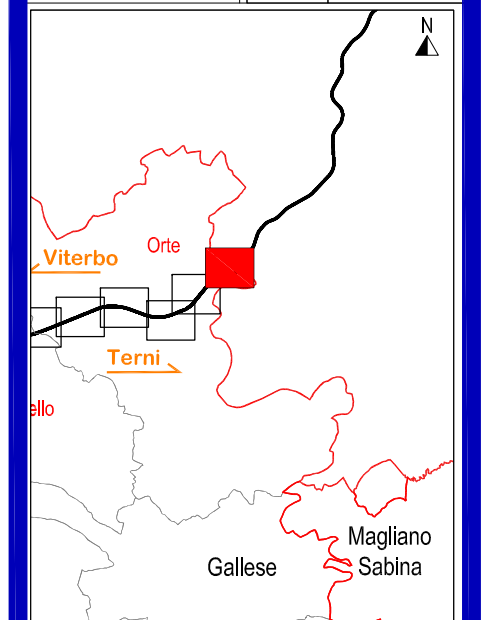 N
Orte
Viterbo
Terni
ello
Magliano
Sabina
Gallese